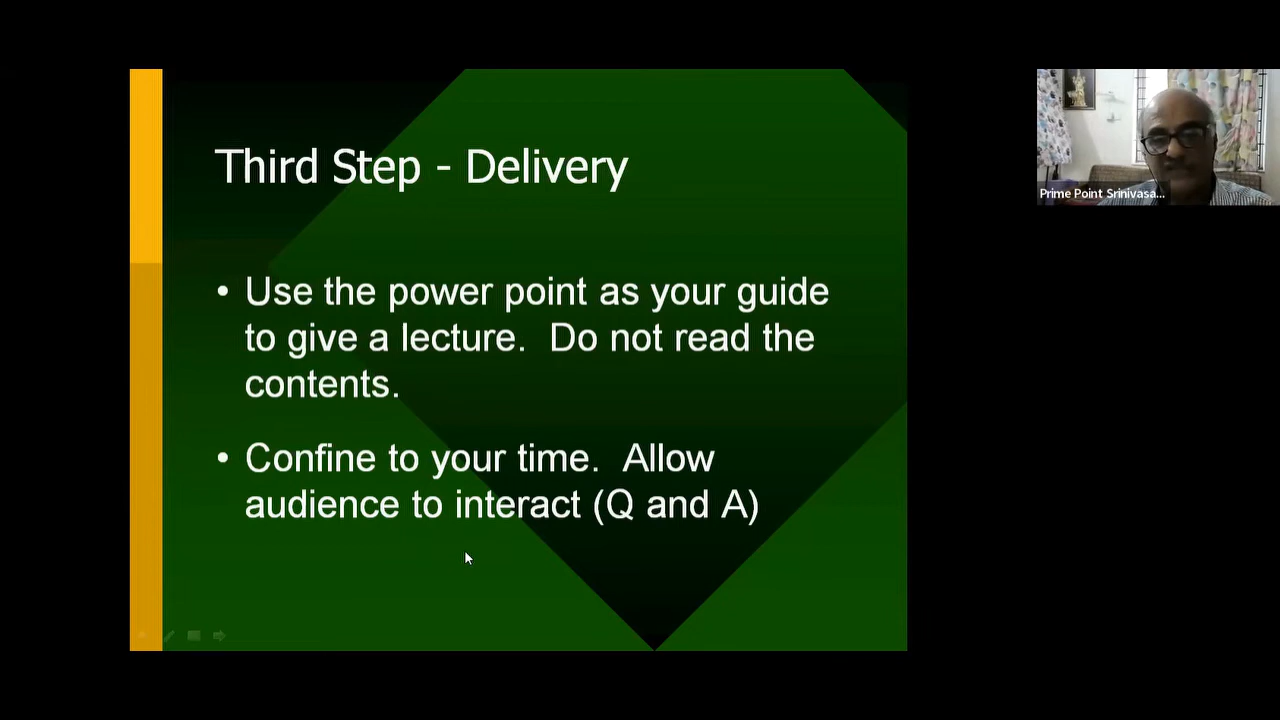 Third Step - Delivery
• Use the power point as your guide
to give a lecture.  Do not read the
contents.
• Confine to your time.  Allow
audience to interact (Q and A)
Prime Point Srinivasa...